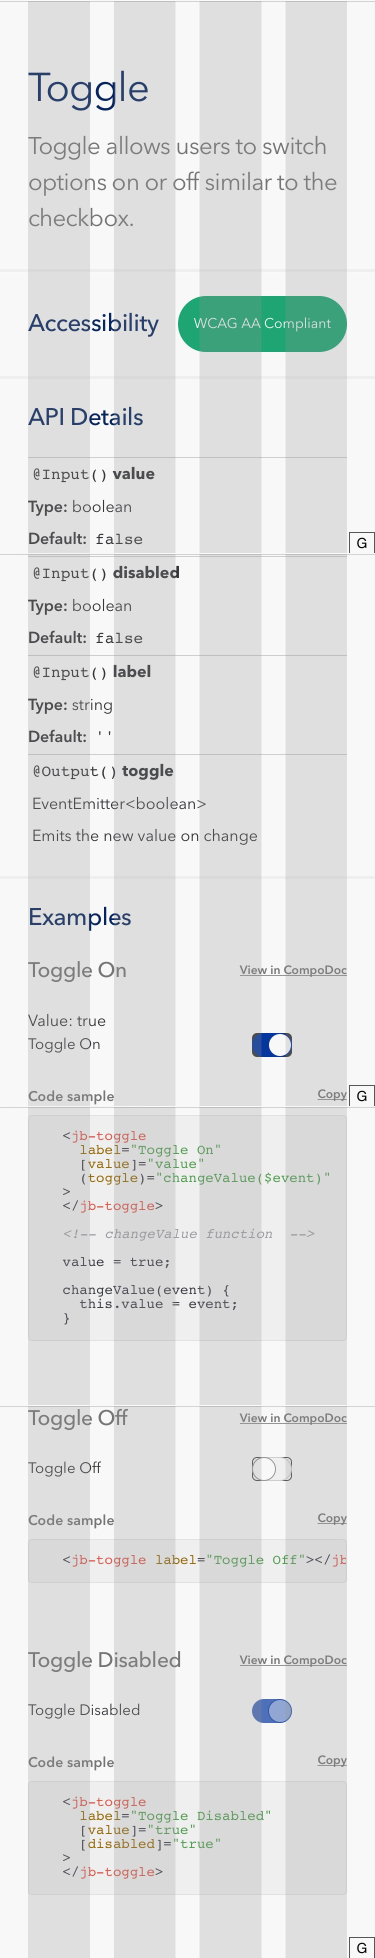 Toggle
Toggle allows users to switch
options on or off similar to the
checkbox.
Accessibility
WCAG AA Compliant
API Details
@Input() value
Type: boolean
Default: false
G
@Input() disabled
Type: boolean
Default: false
@Input() label
Type: string
Default: ''
@Output() toggle
EventEmitter<boolean>
Emits the new value on change
Examples
Toggle On
View in CompoDoc
Value: true
Toggle On
Code sample
Copy
G
<jb-toggle
label="Toggle On"
[value]="value"
(toggle)="changeValue($event)"
>
</jb-toggle>
<!-- changeValue function  -->
value = true;
changeValue(event) {
this.value = event;
}
Toggle Off
View in CompoDoc
Toggle Off
Code sample
Copy
<jb-toggle label="Toggle Off"></jb
Toggle Disabled
View in CompoDoc
Toggle Disabled
Code sample
Copy
<jb-toggle
label="Toggle Disabled"
[value]="true"
[disabled]="true"
>
</jb-toggle>
G